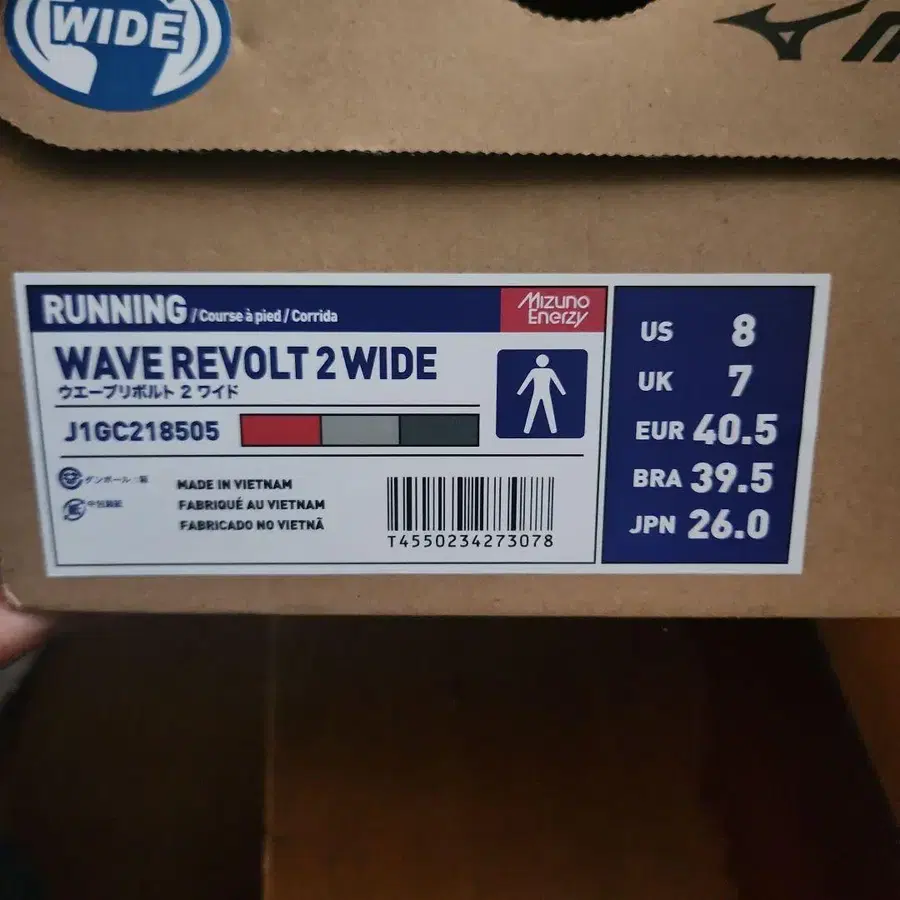 WIDE
RUNNING / Course à pied / Corrida
Mizuno
Enerzy
WAVE REVOLT 2 WIDE
ウエーブリボルト 2 ワイド
J1GC218505
MADE IN VIETNAM
FABRIQUÉ AU VIETNAM
FABRICADO NO VIETNÃ
T4550234273078
US 8
UK 7
EUR 40.5
BRA 39.5
JPN 26.0